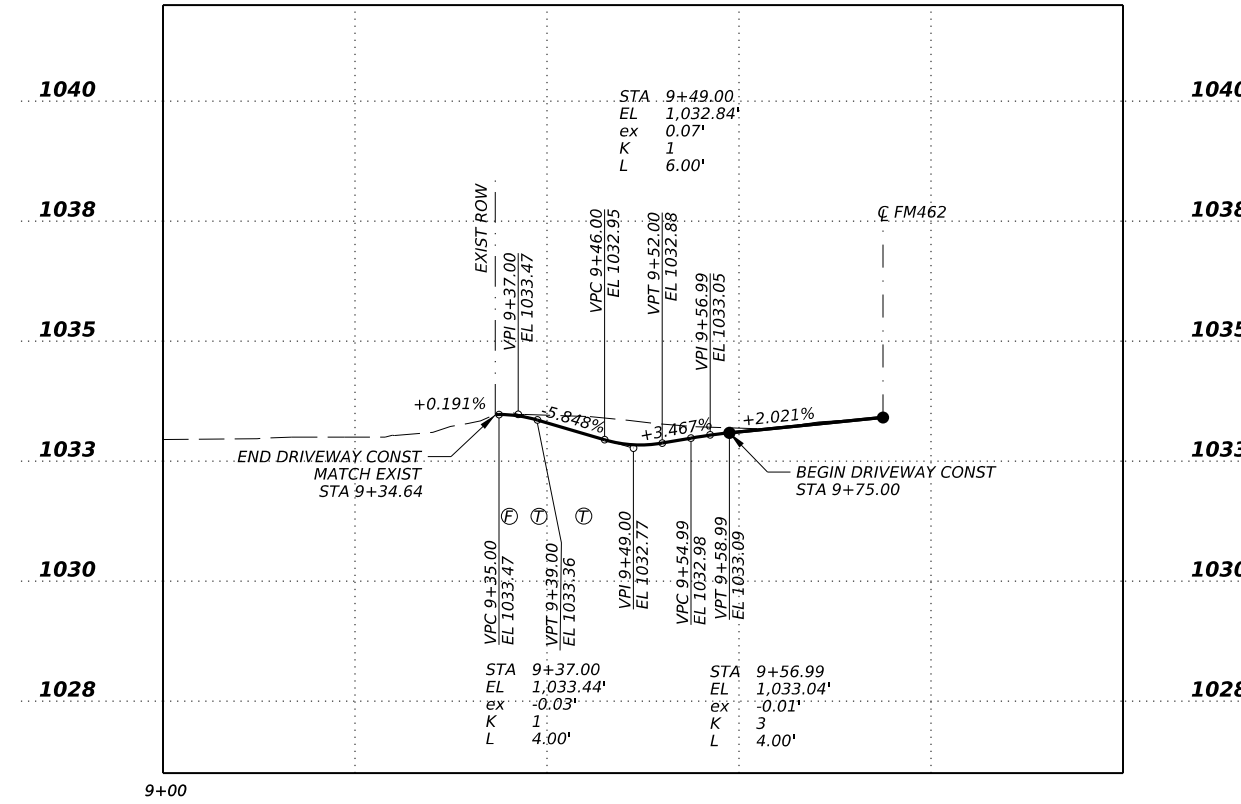 1040
1040
STA 9+49.00
EL 1,032.84'
ex 0.07'
K 1
L 6.00'
1038
1038
EXIST ROW
VPI 9+37.00
EL 1033.47
VPC 9+46.00
EL 1032.95
VPT 9+52.00
EL 1032.88
VPI 9+56.99
EL 1033.05
℄ FM462
1035
1035
+0.191%
-5.848%
+3.467%
+2.021%
1033
1033
END DRIVEWAY CONST
MATCH EXIST
STA 9+34.64
BEGIN DRIVEWAY CONST
STA 9+75.00
F T T
VPC 9+35.00
EL 1033.47
VPT 9+39.00
EL 1033.36
VPI 9+49.00
EL 1032.77
VPC 9+54.99
EL 1032.98
VPT 9+58.99
EL 1033.09
1030
1030
STA 9+37.00
EL 1,033.44'
ex -0.03'
K 1
L 4.00'
STA 9+56.99
EL 1,033.04'
ex -0.01'
K 3
L 4.00'
1028
1028
9+00